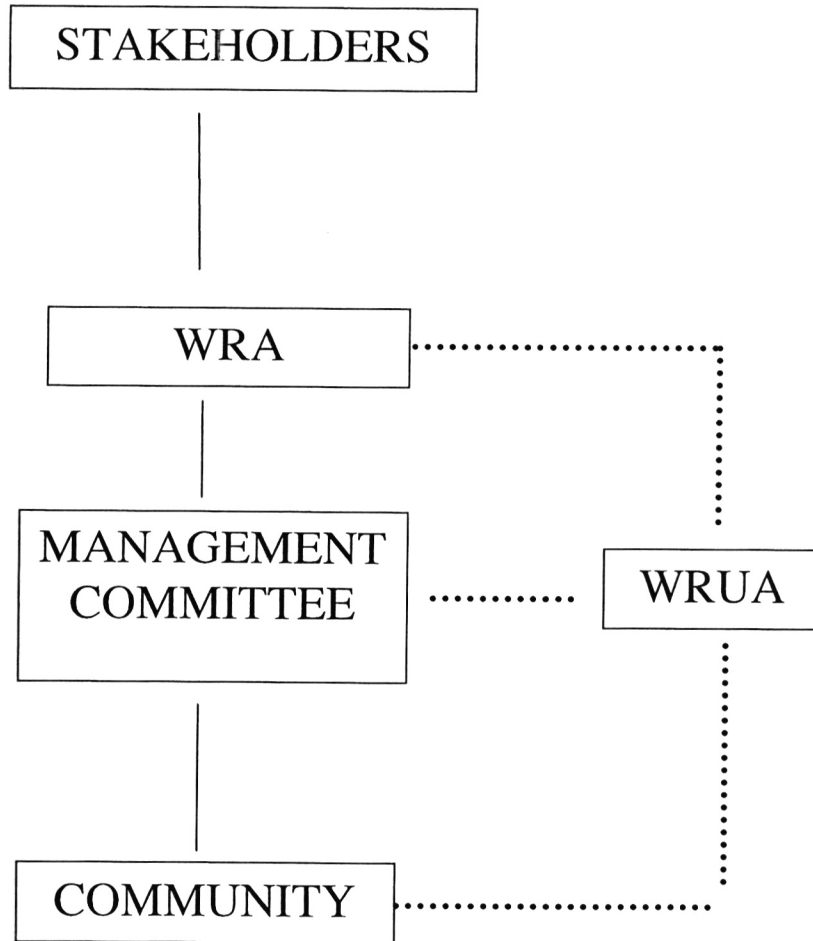 STAKEHOLDERS
WRA
MANAGEMENT
COMMITTEE
WRUA
COMMUNITY